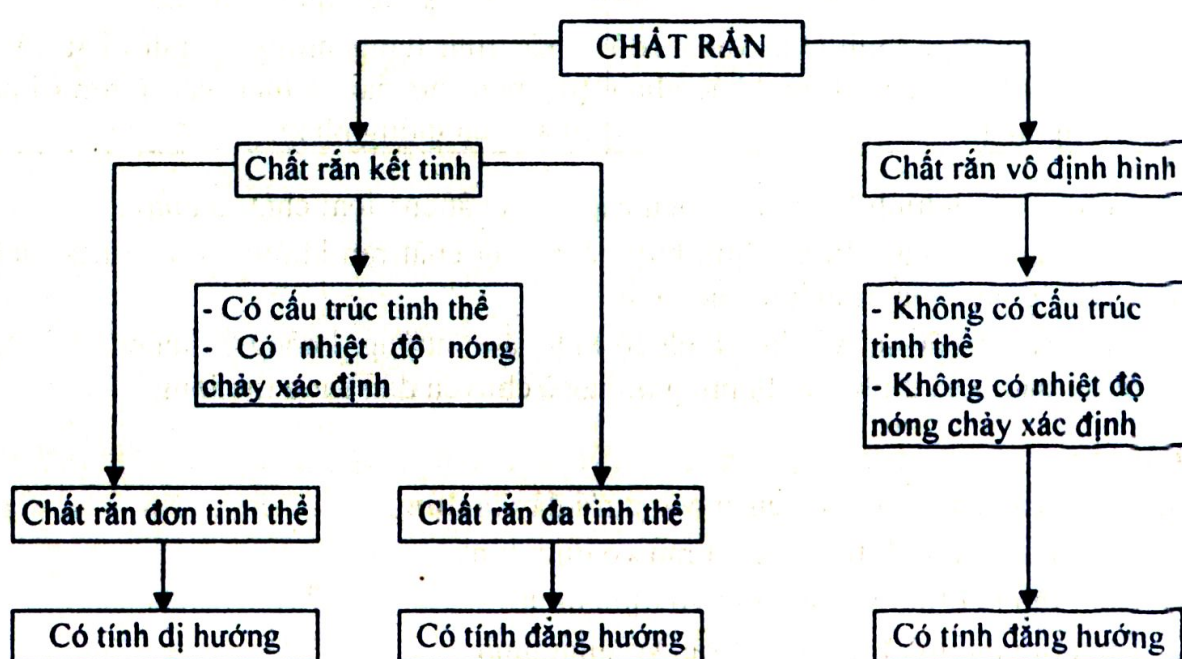 CHẤT RẮN
Chất rắn kết tinh
Chất rắn vô định hình
- Có cấu trúc tinh thể
- Có nhiệt độ nóng
chảy xác định
- Không có cấu trúc
tinh thể
- Không có nhiệt độ
nóng chảy xác định
Chất rắn đơn tinh thể
Chất rắn đa tinh thể
Có tính dị hướng
Có tính đẳng hướng
Có tính đẳng hướng